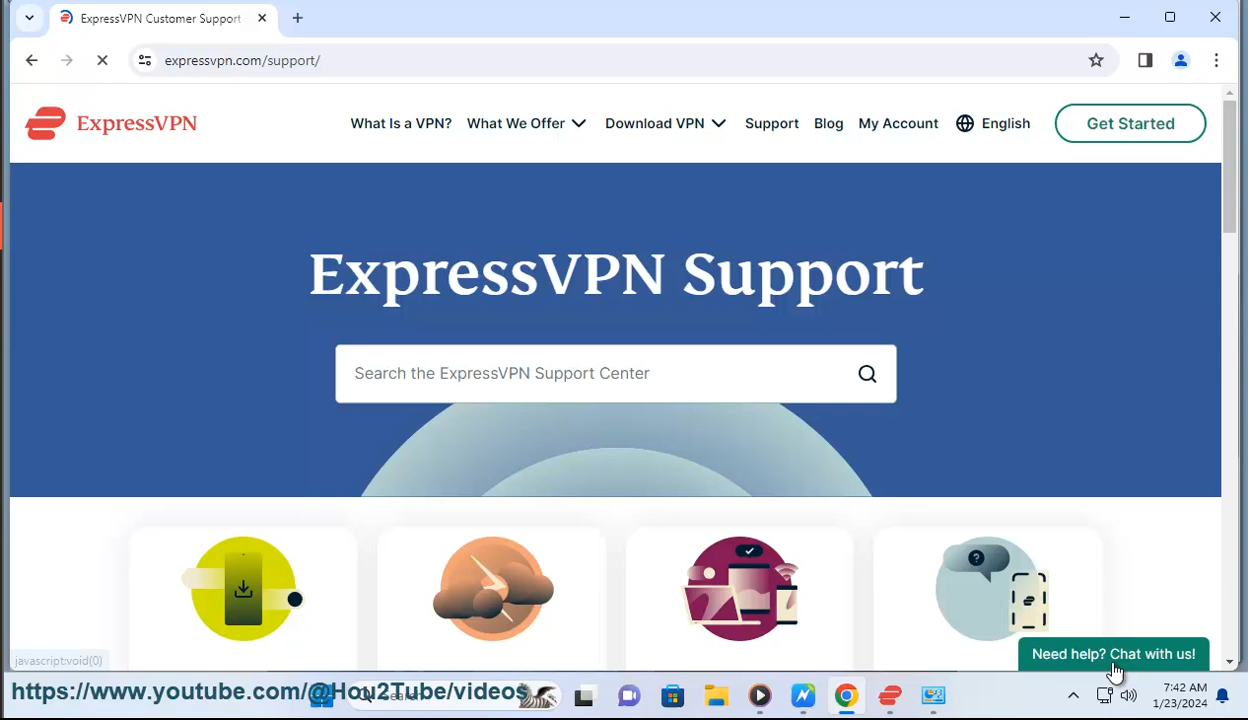 ExpressVPN Customer Support
expressvpn.com/support/
ExpressVPN
What Is a VPN?
What We Offer
Download VPN
Support
Blog
My Account
English
Get Started
ExpressVPN Support
Search the ExpressVPN Support Center
Need help? Chat with us!
javascript:void(0)
https://www.youtube.com/@Hou2Tube/videos
Search
7:42 AM
1/23/2024